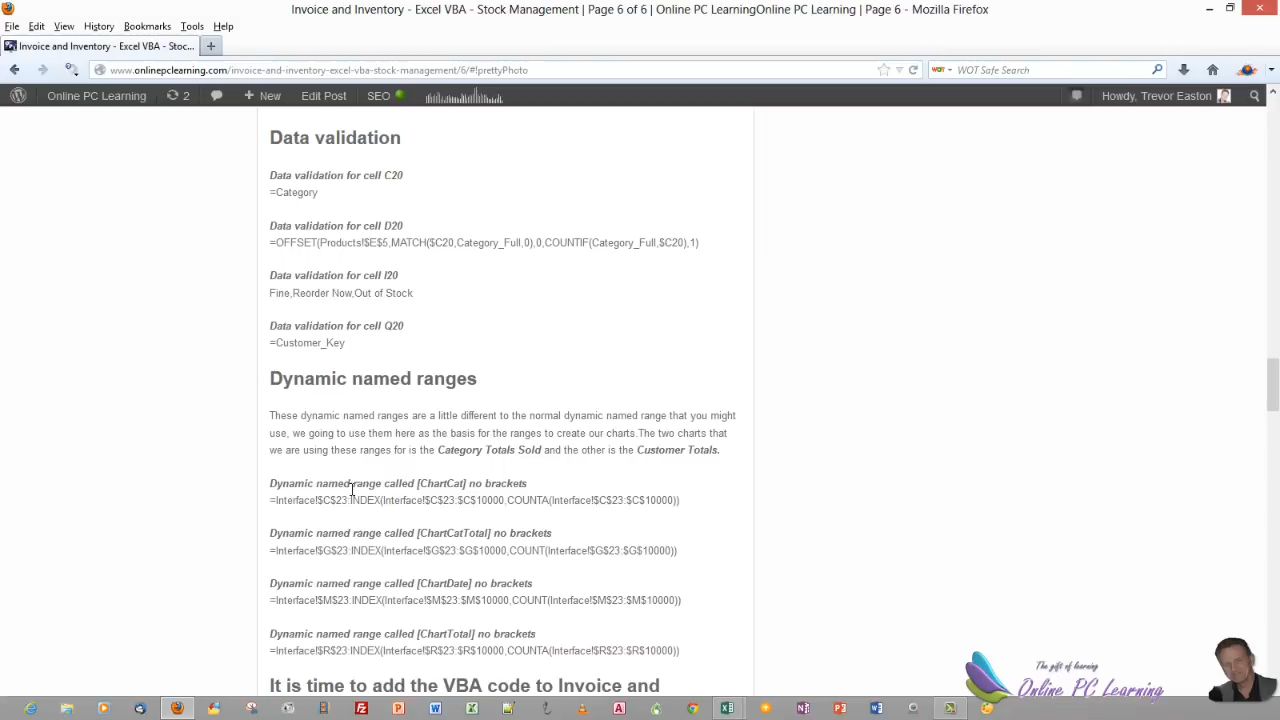 Invoice and Inventory - Excel VBA - Stock Management | Page 6 of 6 | Online PC LearningOnline PC Learning | Page 6 - Mozilla Firefox
File Edit View History Bookmarks Tools Help
Invoice and Inventory - Excel VBA - Stoc...
www.onlinepclearning.com/invoice-and-inventory-excel-vba-stock-management/6/#!prettyPhoto
WOT WOT Safe Search
Online PC Learning 2 New Edit Post SEO Howdy, Trevor Easton
Data validation
Data validation for cell C20
=Category
Data validation for cell D20
=OFFSET(Products!$E$5,MATCH($C20,Category_Full,0),0,COUNTIF(Category_Full,$C20),1)
Data validation for cell I20
Fine,Reorder Now,Out of Stock
Data validation for cell Q20
=Customer_Key
Dynamic named ranges
These dynamic named ranges are a little different to the normal dynamic named range that you might
use, we going to use them here as the basis for the ranges to create our charts.The two charts that
we are using these ranges for is the Category Totals Sold and the other is the Customer Totals.
Dynamic named range called [ChartCat] no brackets
=Interface!$C$23:INDEX(Interface!$C$23:$C$10000,COUNTA(Interface!$C$23:$C$10000))
Dynamic named range called [ChartCatTotal] no brackets
=Interface!$G$23:INDEX(Interface!$G$23:$G$10000,COUNT(Interface!$G$23:$G$10000))
Dynamic named range called [ChartDate] no brackets
=Interface!$M$23:INDEX(Interface!$M$23:$M$10000,COUNT(Interface!$M$23:$M$10000))
Dynamic named range called [ChartTotal] no brackets
=Interface!$R$23:INDEX(Interface!$R$23:$R$10000,COUNTA(Interface!$R$23:$R$10000))
It is time to add the VBA code to Invoice and
The gift of learning
Online PC Learning